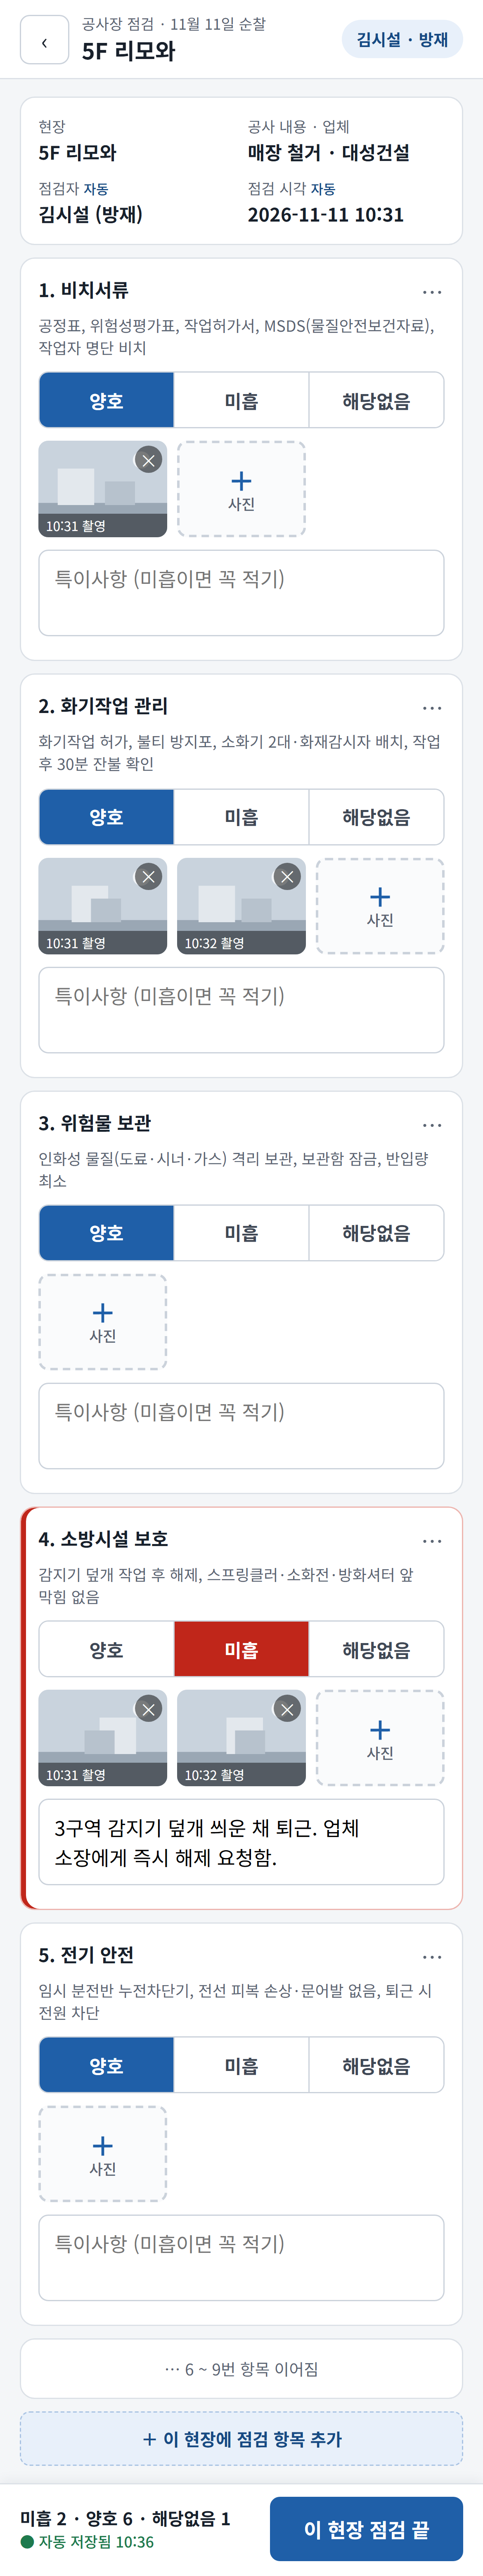 ‹
공사장 점검 · 11월 11일 순찰
5F 리모와
김시설 · 방재
현장
5F 리모와
공사 내용 · 업체
매장 철거 · 대성건설
점검자 자동
김시설 (방재)
점검 시각 자동
2026-11-11 10:31
1. 비치서류
…
공정표, 위험성평가표, 작업허가서, MSDS(물질안전보건자료),
작업자 명단 비치
양호
미흡
해당없음
×
10:31 촬영
+
사진
특이사항 (미흡이면 꼭 적기)
2. 화기작업 관리
…
화기작업 허가, 불티 방지포, 소화기 2대·화재감시자 배치, 작업
후 30분 잔불 확인
양호
미흡
해당없음
×
10:31 촬영
×
10:32 촬영
+
사진
특이사항 (미흡이면 꼭 적기)
3. 위험물 보관
…
인화성 물질(도료·시너·가스) 격리 보관, 보관함 잠금, 반입량
최소
양호
미흡
해당없음
+
사진
특이사항 (미흡이면 꼭 적기)
4. 소방시설 보호
…
감지기 덮개 작업 후 해제, 스프링클러·소화전·방화셔터 앞
막힘 없음
양호
미흡
해당없음
×
10:31 촬영
×
10:32 촬영
+
사진
3구역 감지기 덮개 씌운 채 퇴근. 업체
소장에게 즉시 해제 요청함.
5. 전기 안전
…
임시 분전반 누전차단기, 전선 피복 손상·문어발 없음, 퇴근 시
전원 차단
양호
미흡
해당없음
+
사진
특이사항 (미흡이면 꼭 적기)
… 6 ~ 9번 항목 이어짐
+ 이 현장에 점검 항목 추가
미흡 2 · 양호 6 · 해당없음 1
● 자동 저장됨 10:36
이 현장 점검 끝